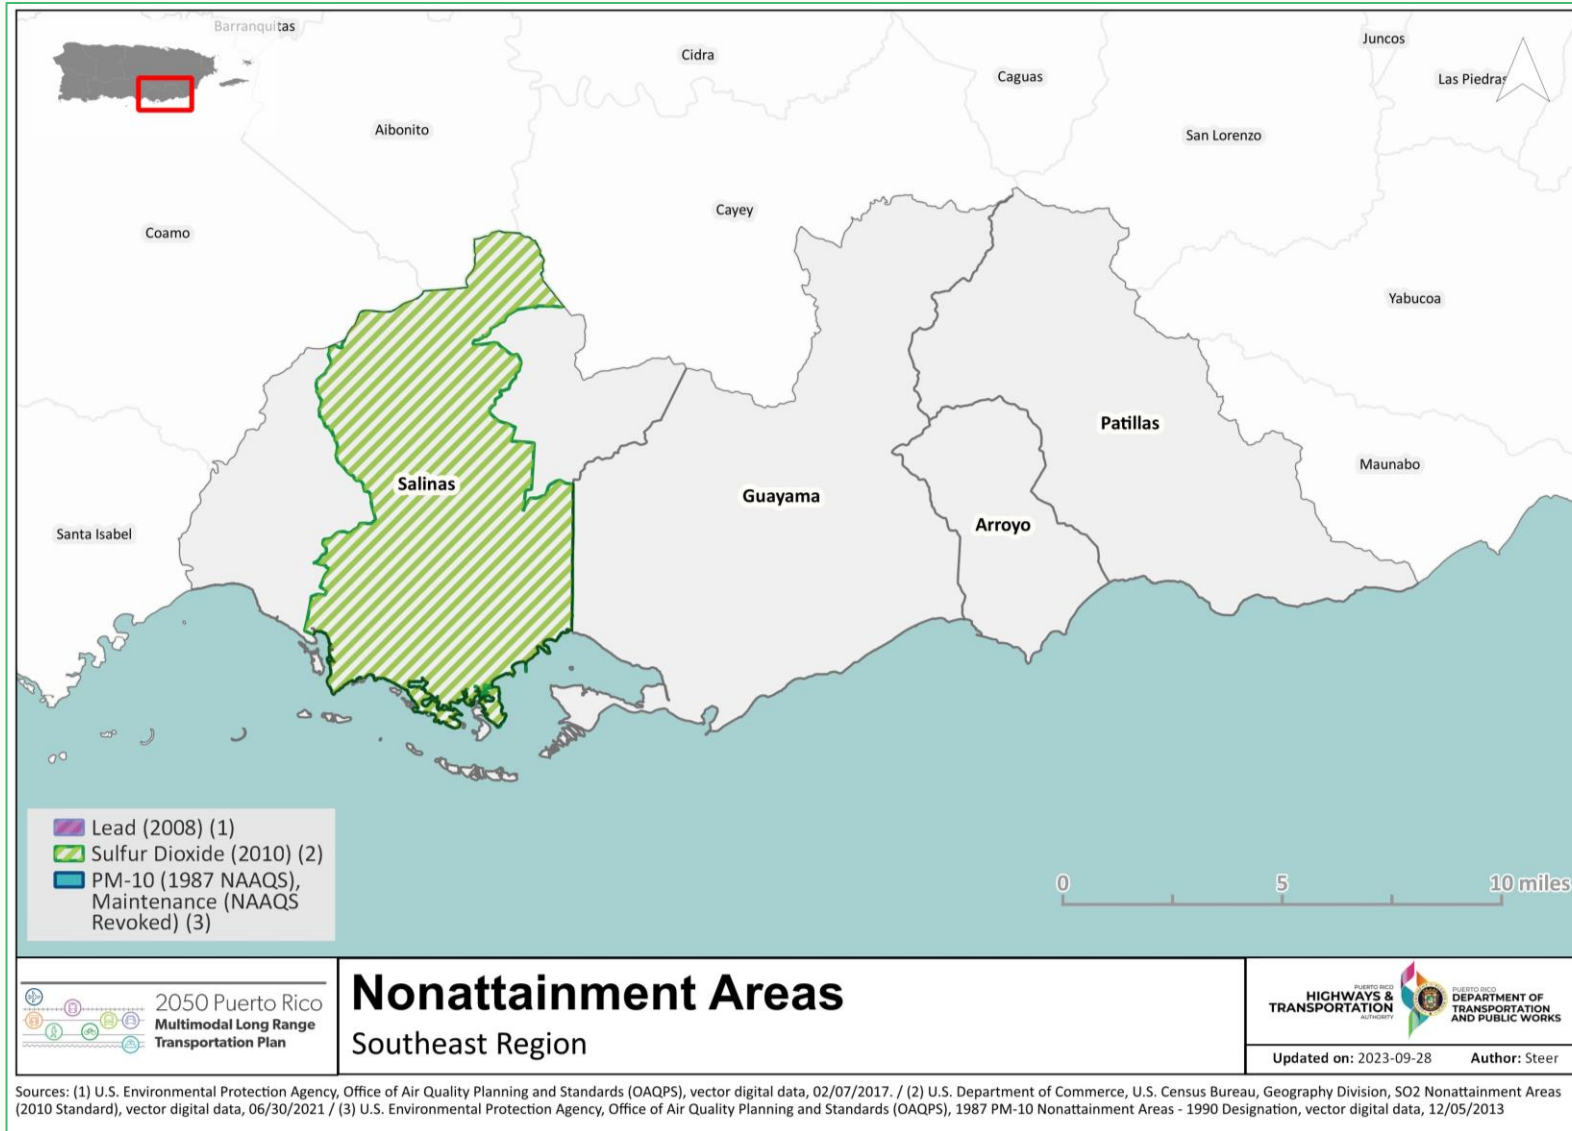 Barranquitas
Cidra
Juncos
Caguas
Las Piedras
Aibonito
San Lorenzo
Cayey
Coamo
Yabucoa
Patillas
Maunabo
Salinas
Guayama
Arroyo
Santa Isabel
Lead (2008) (1)
Sulfur Dioxide (2010) (2)
PM-10 (1987 NAAQS),
Maintenance (NAAQS
Revoked) (3)
0 5 10 miles
2050 Puerto Rico
Multimodal Long Range
Transportation Plan
Nonattainment Areas
Southeast Region
PUERTO RICO
HIGHWAYS &
TRANSPORTATION
AUTHORITY
PUERTO RICO
DEPARTMENT OF
TRANSPORTATION
AND PUBLIC WORKS
Updated on: 2023-09-28 Author: Steer
Sources: (1) U.S. Environmental Protection Agency, Office of Air Quality Planning and Standards (OAQPS), vector digital data, 02/07/2017. / (2) U.S. Department of Commerce, U.S. Census Bureau, Geography Division, SO2 Nonattainment Areas
(2010 Standard), vector digital data, 06/30/2021 / (3) U.S. Environmental Protection Agency, Office of Air Quality Planning and Standards (OAQPS), 1987 PM-10 Nonattainment Areas - 1990 Designation, vector digital data, 12/05/2013